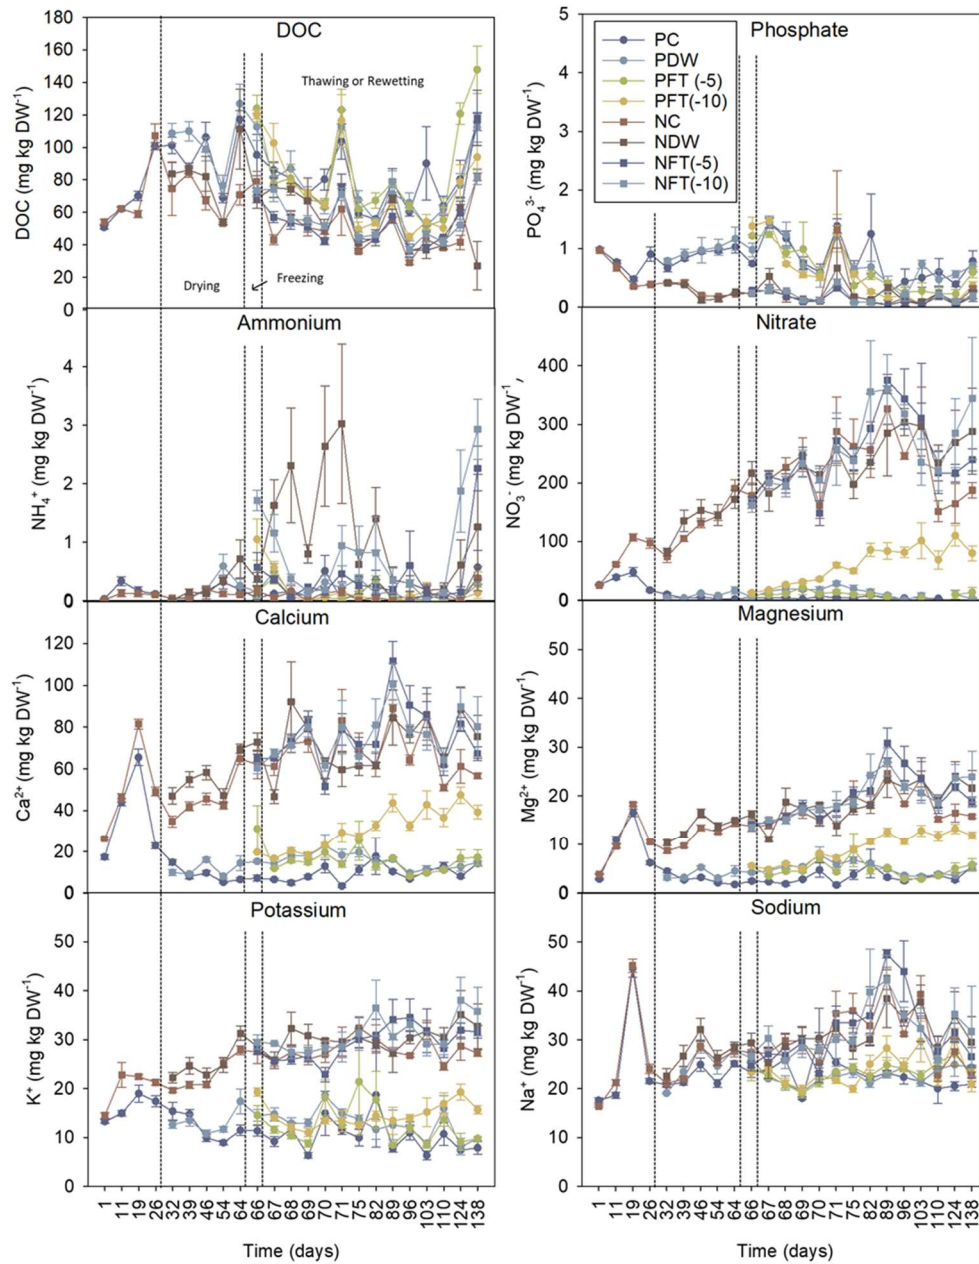 DOC
180
160
140
120
100
80
60
40
20
0
DOC (mg kg DW⁻¹)
Thawing or Rewetting
Drying
Freezing
Phosphate
5
4
3
2
1
0
PO₄³⁻ (mg kg DW⁻¹)
PC
PDW
PFT (-5)
PFT(-10)
NC
NDW
NFT(-5)
NFT(-10)
Ammonium
4
3
2
1
0
NH₄⁺ (mg kg DW⁻¹)
Nitrate
400
300
200
100
0
NO₃⁻ (mg kg DW⁻¹,
Calcium
120
100
80
60
40
20
0
Ca²⁺ (mg kg DW⁻¹)
Magnesium
50
40
30
20
10
0
Mg²⁺ (mg kg DW⁻¹)
Potassium
50
40
30
20
10
0
K⁺ (mg kg DW⁻¹)
Sodium
50
40
30
20
10
0
Na⁺ (mg kg DW⁻¹)
1 11 19 26 32 39 46 54 64 66 67 68 69 70 71 75 82 89 96 103 110 124 138
Time (days)
1 11 19 26 32 39 46 54 64 66 67 68 69 70 71 75 82 89 96 103 110 124 138
Time (days)